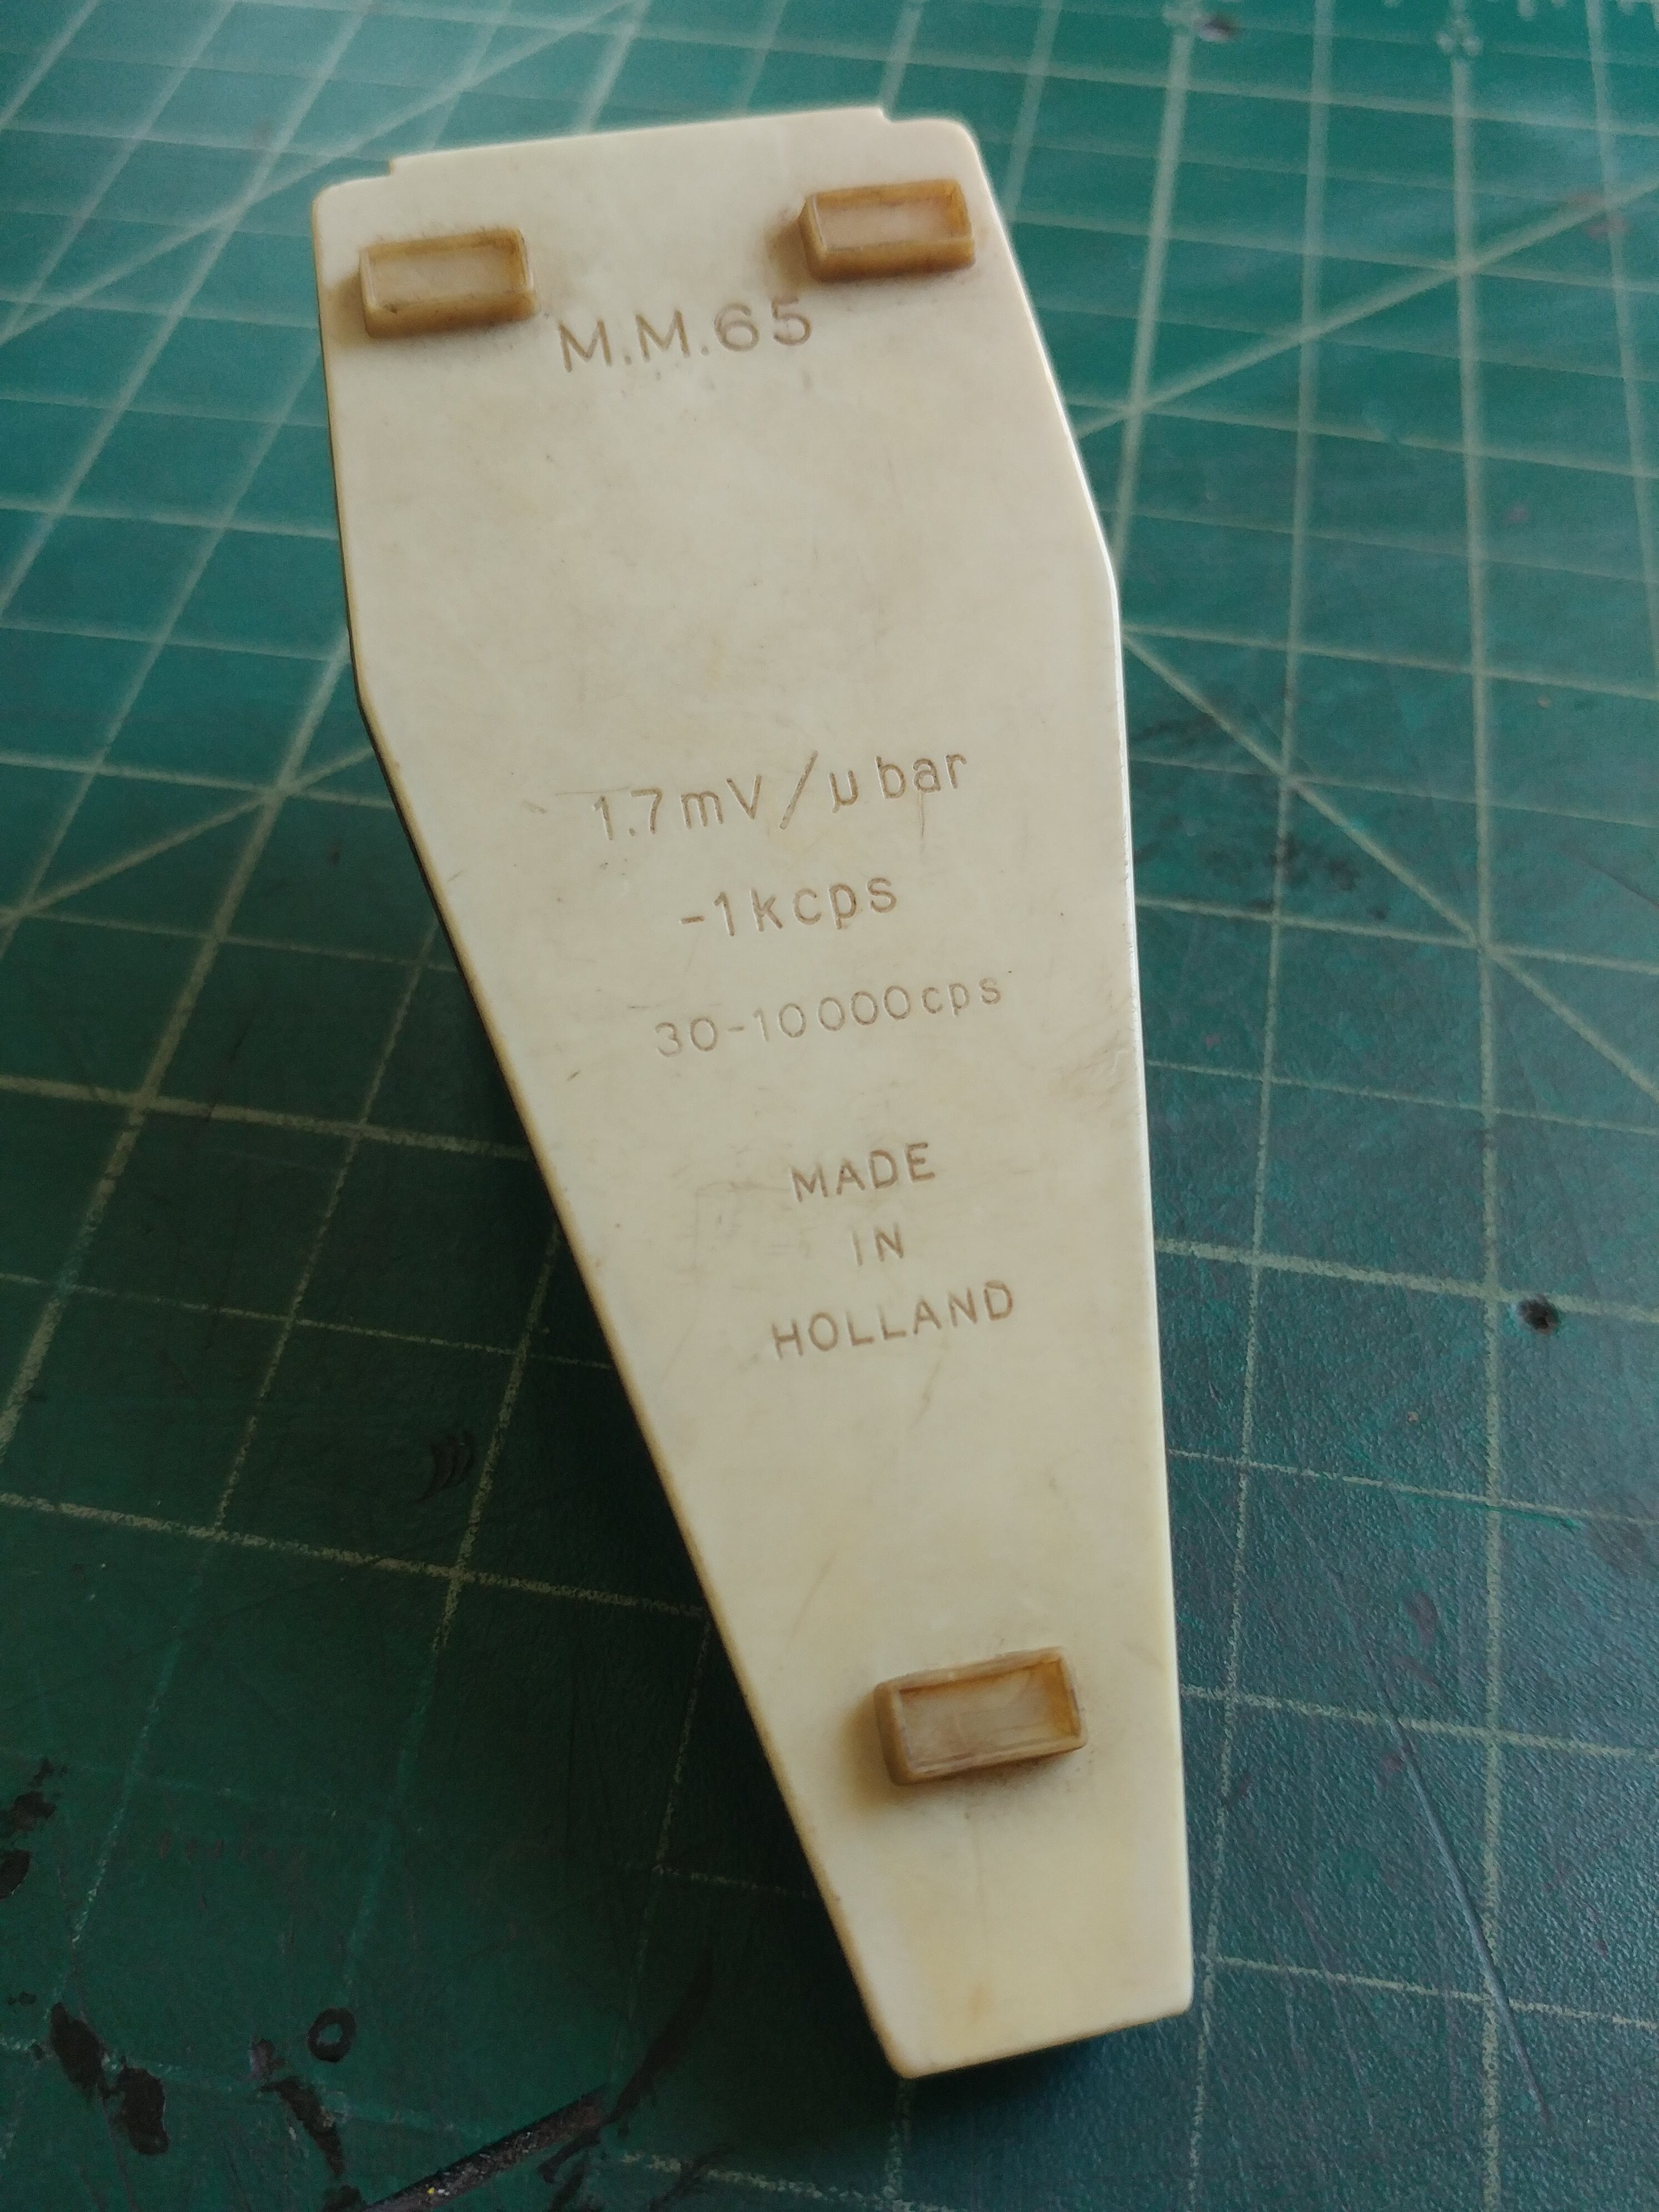 M.M.65
1.7mV/µbar
-1kcps
30-10000cps
MADE
IN
HOLLAND